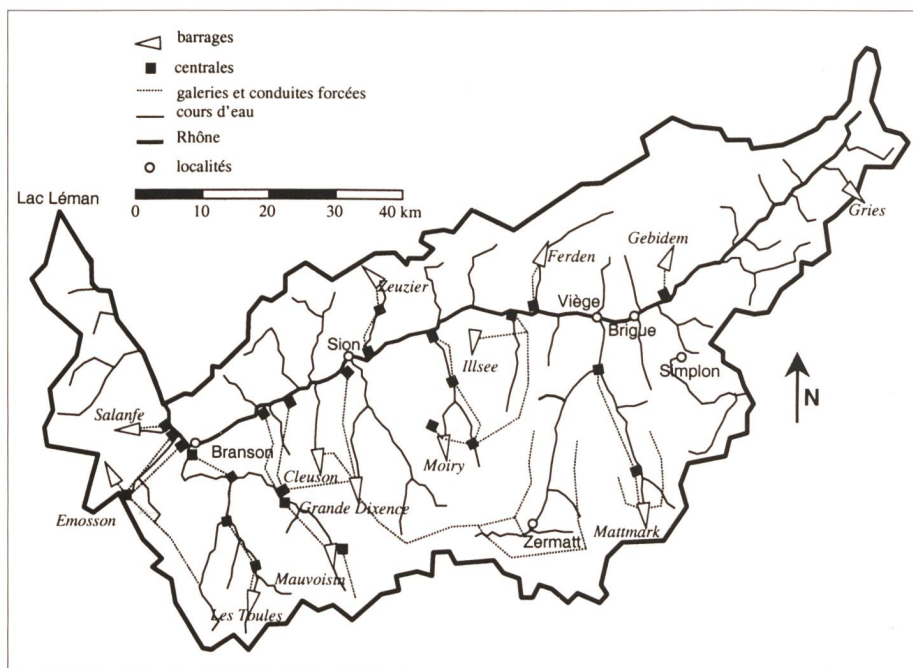 barrages
centrales
galeries et conduites forcées
cours d'eau
Rhône
localités
0 10 20 30 40 km
Lac Léman
Gries
Gebidem
Ferden
Zeuzier
Viège
Brigue
Sion
Illsee
Simplon
N
Salanfe
Branson
Moiry
Cleuson
Grande Dixence
Emosson
Zermatt
Mattmark
Mauvoisin
Les Toules